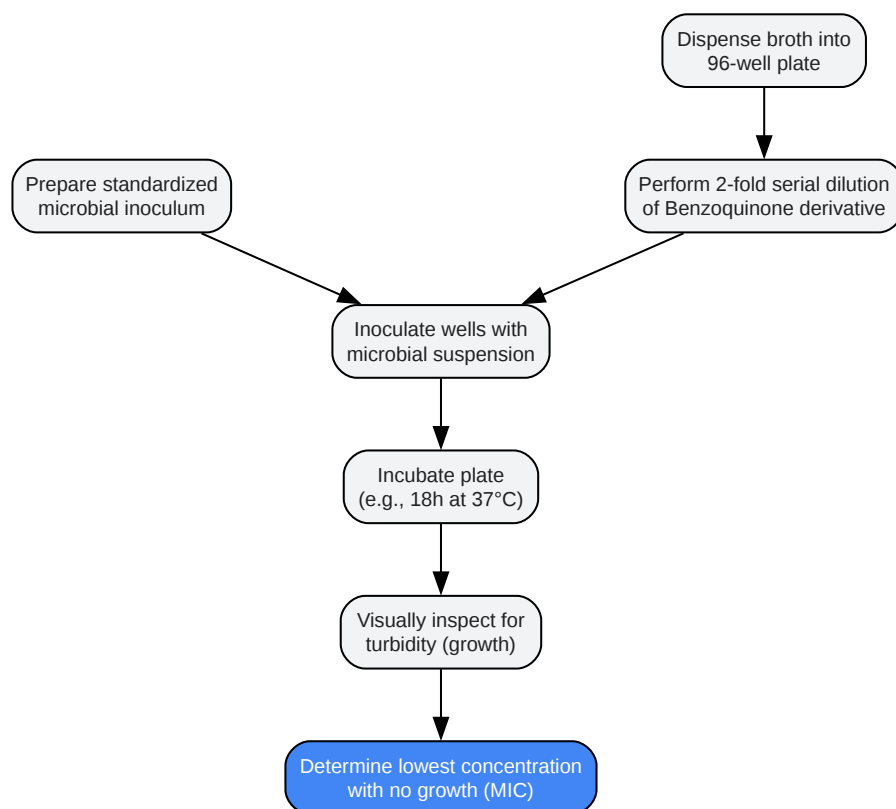 Dispense broth into
96-well plate
Prepare standardized
microbial inoculum
Perform 2-fold serial dilution
of Benzoquinone derivative
Inoculate wells with
microbial suspension
Incubate plate
(e.g., 18h at 37°C)
Visually inspect for
turbidity (growth)
Determine lowest concentration
with no growth (MIC)